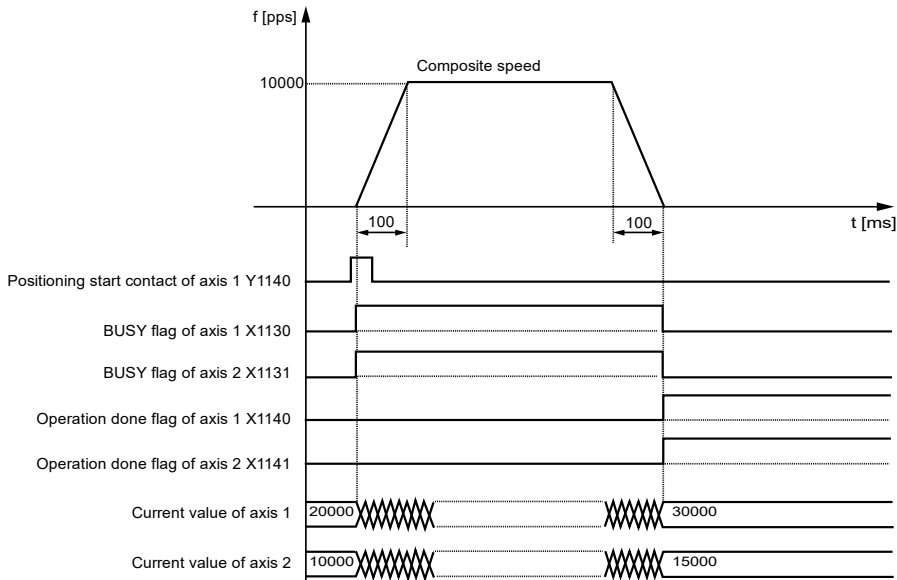 f [pps]
Composite speed
10000
100
100
t [ms]
Positioning start contact of axis 1 Y1140
BUSY flag of axis 1 X1130
BUSY flag of axis 2 X1131
Operation done flag of axis 1 X1140
Operation done flag of axis 2 X1141
Current value of axis 1 20000 30000
Current value of axis 2 10000 15000